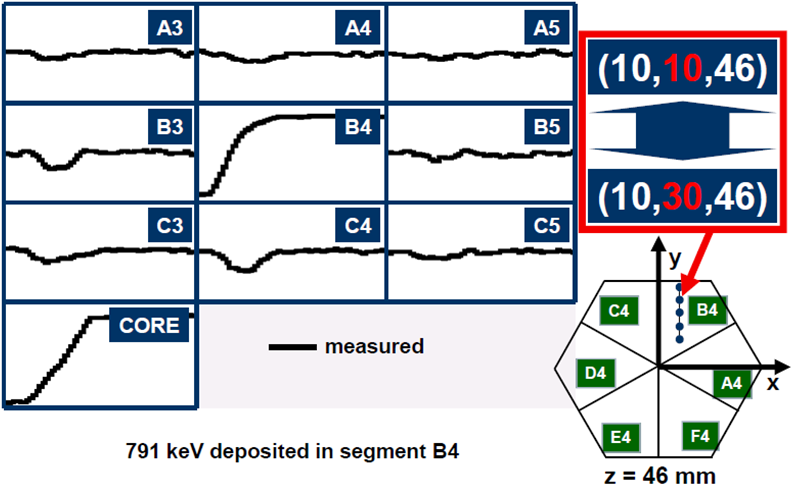 A3
A4
A5
B3
B4
B5
C3
C4
C5
CORE
measured
791 keV deposited in segment B4
(10,10,46)
(10,30,46)
y
x
C4
B4
D4
A4
E4
F4
z = 46 mm